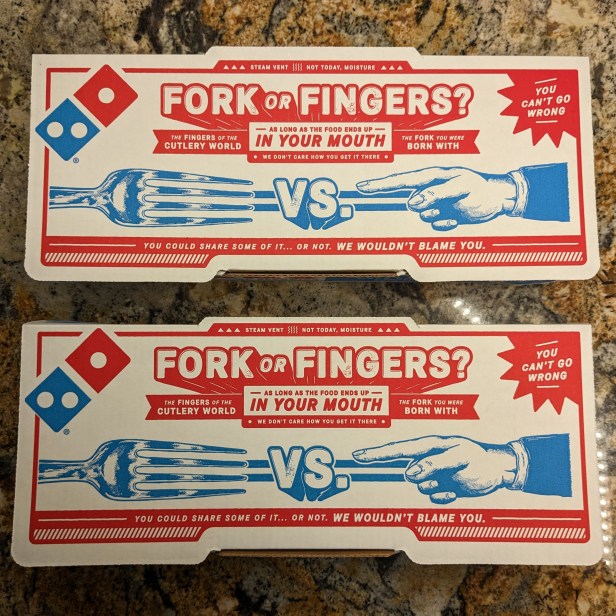 STEAM VENT NOT TODAY, MOISTURE
FORK OR FINGERS?
YOU
CAN'T GO
WRONG
THE FINGERS OF THE
CUTLERY WORLD
AS LONG AS THE FOOD ENDS UP
IN YOUR MOUTH
WE DON'T CARE HOW YOU GET IT THERE
THE FORK YOU WERE
BORN WITH
VS.
®
YOU COULD SHARE SOME OF IT... OR NOT. WE WOULDN'T BLAME YOU.
STEAM VENT NOT TODAY, MOISTURE
FORK OR FINGERS?
YOU
CAN'T GO
WRONG
THE FINGERS OF THE
CUTLERY WORLD
AS LONG AS THE FOOD ENDS UP
IN YOUR MOUTH
WE DON'T CARE HOW YOU GET IT THERE
THE FORK YOU WERE
BORN WITH
VS.
®
YOU COULD SHARE SOME OF IT... OR NOT. WE WOULDN'T BLAME YOU.